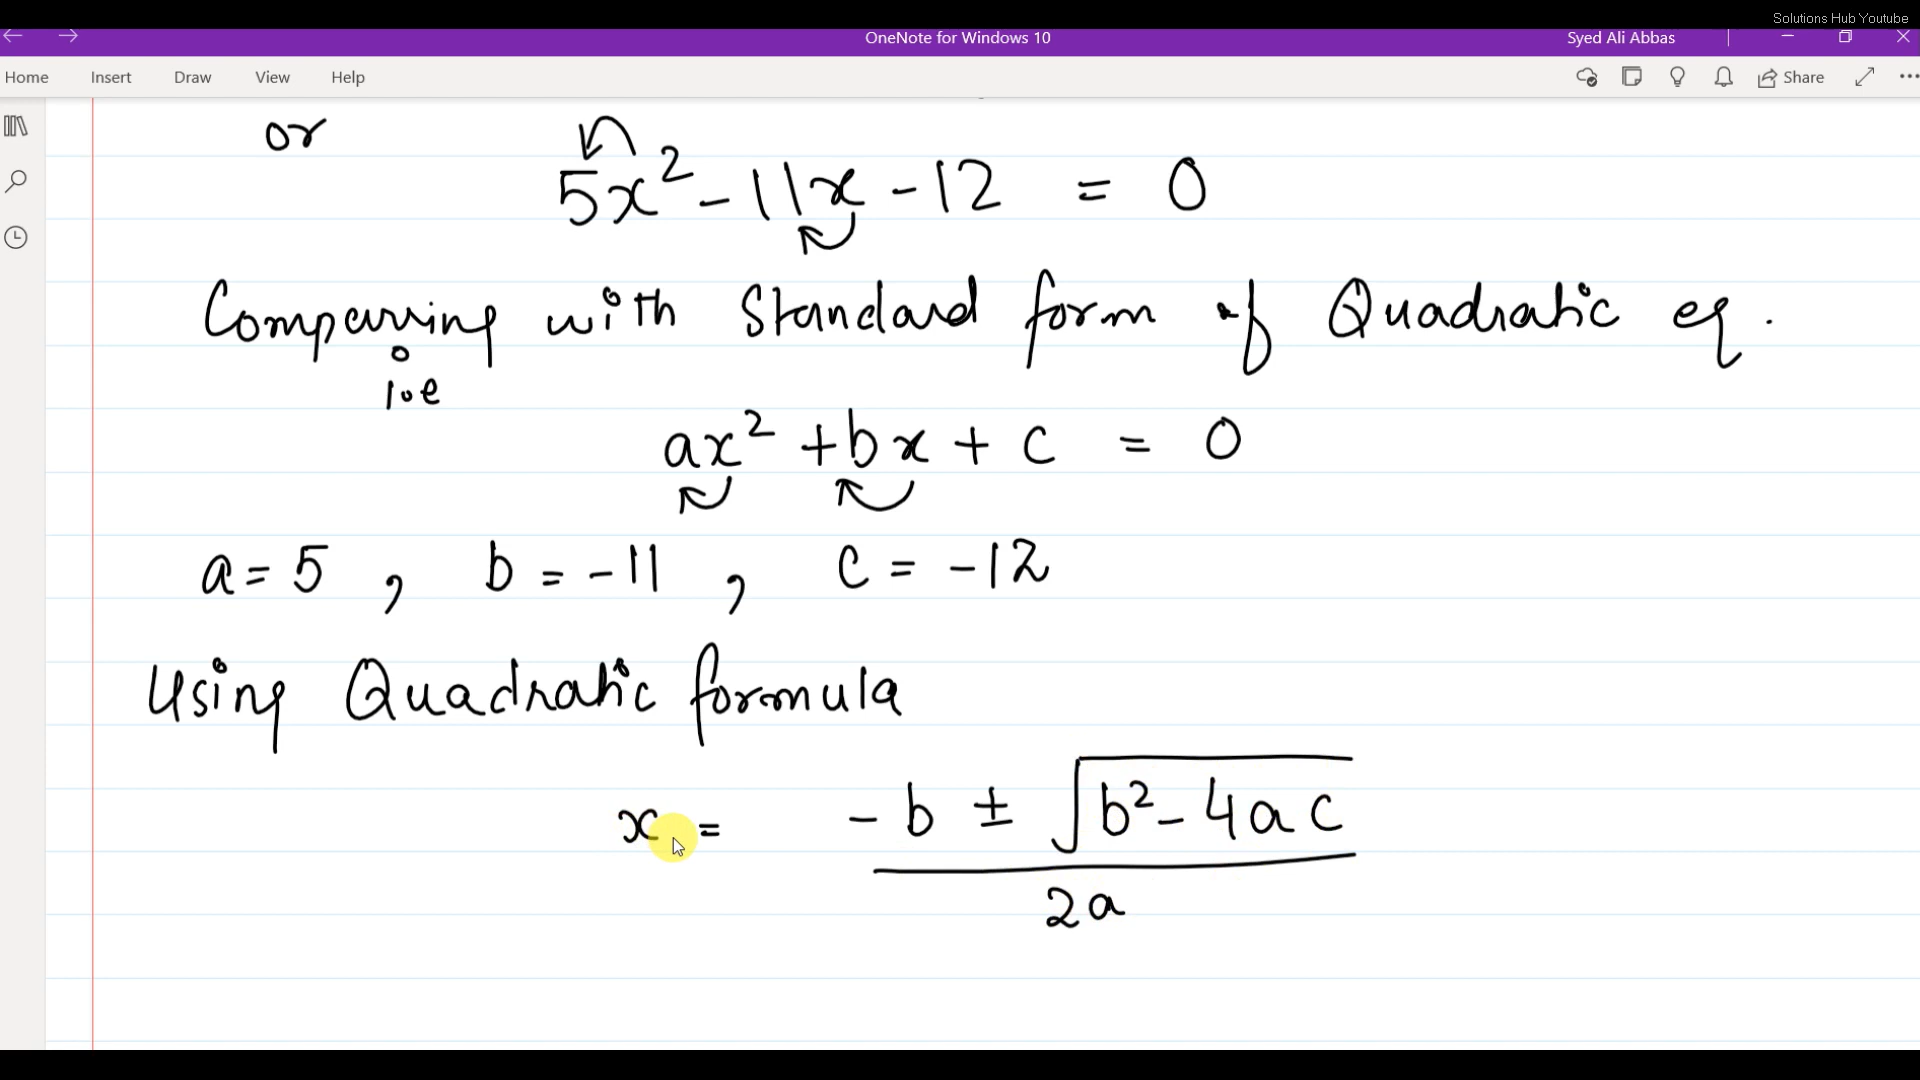 Solutions Hub Youtube
OneNote for Windows 10
Syed Ali Abbas
Home Insert Draw View Help Share
or
5x² - 11x - 12 = 0
Comparing with Standard form of Quadratic eq.
i.e
ax² + bx + c = 0
a = 5 , b = -11 , c = -12
Using Quadratic formula
x = - b ± √b² - 4ac
2a